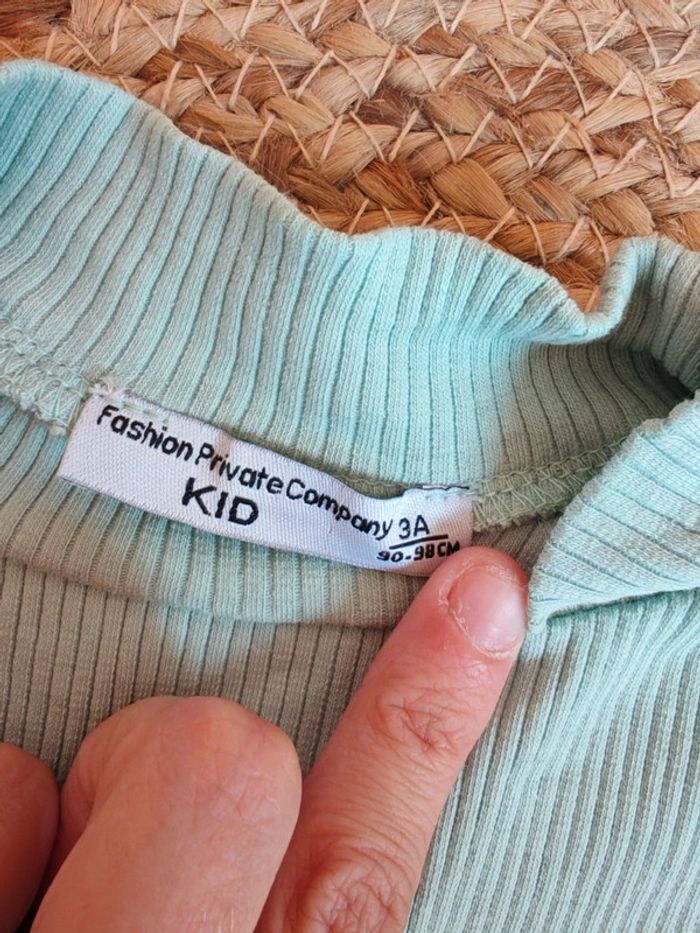 Fashion Private Company
KID
3A
90-98CM